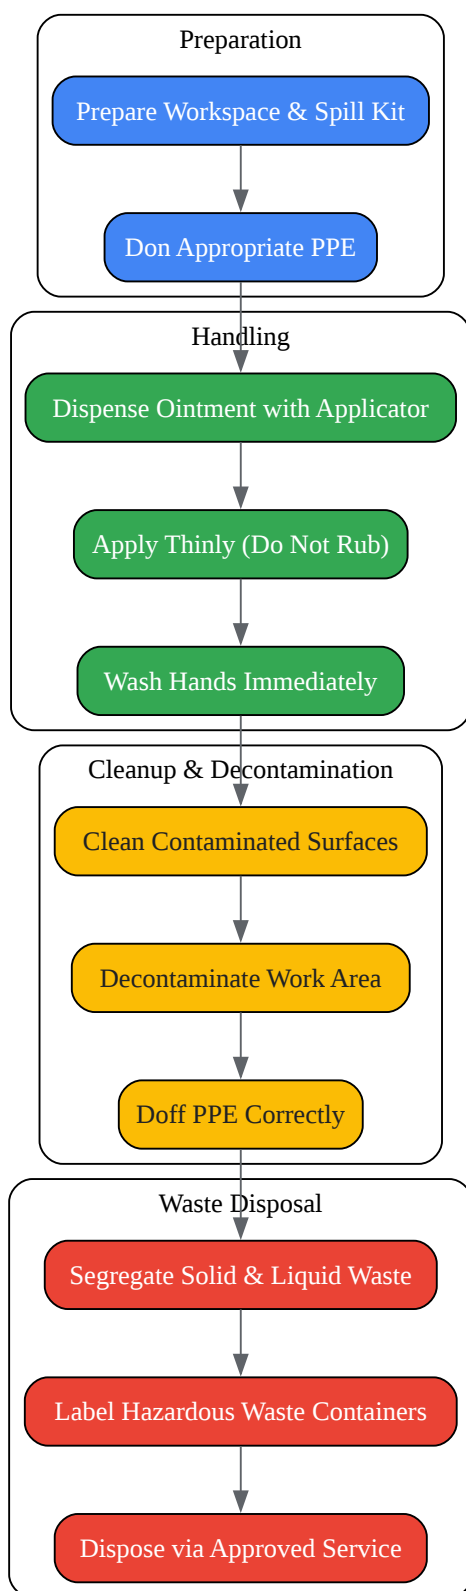 Preparation
Prepare Workspace & Spill Kit
Don Appropriate PPE
Handling
Dispense Ointment with Applicator
Apply Thinly (Do Not Rub)
Wash Hands Immediately
Cleanup & Decontamination
Clean Contaminated Surfaces
Decontaminate Work Area
Doff PPE Correctly
Waste Disposal
Segregate Solid & Liquid Waste
Label Hazardous Waste Containers
Dispose via Approved Service